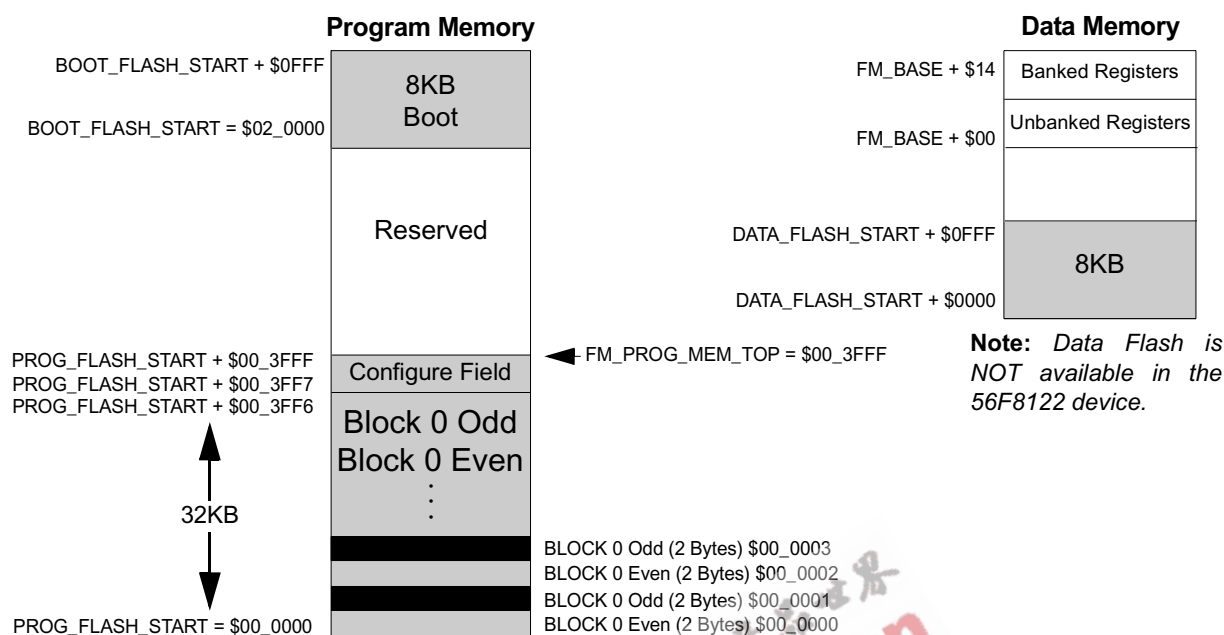 Program Memory
BOOT_FLASH_START + $0FFF
8KB
Boot
BOOT_FLASH_START = $02_0000
Reserved
PROG_FLASH_START + $00_3FFF
FM_PROG_MEM_TOP = $00_3FFF
Configure Field
PROG_FLASH_START + $00_3FF7
PROG_FLASH_START + $00_3FF6
Block 0 Odd
Block 0 Even
32KB
BLOCK 0 Odd (2 Bytes) $00_0003
BLOCK 0 Even (2 Bytes) $00_0002
BLOCK 0 Odd (2 Bytes) $00_0001
BLOCK 0 Even (2 Bytes) $00_0000
PROG_FLASH_START = $00_0000
Data Memory
FM_BASE + $14
Banked Registers
Unbanked Registers
FM_BASE + $00
DATA_FLASH_START + $0FFF
8KB
DATA_FLASH_START + $0000
Note: Data Flash is
NOT available in the
56F8122 device.